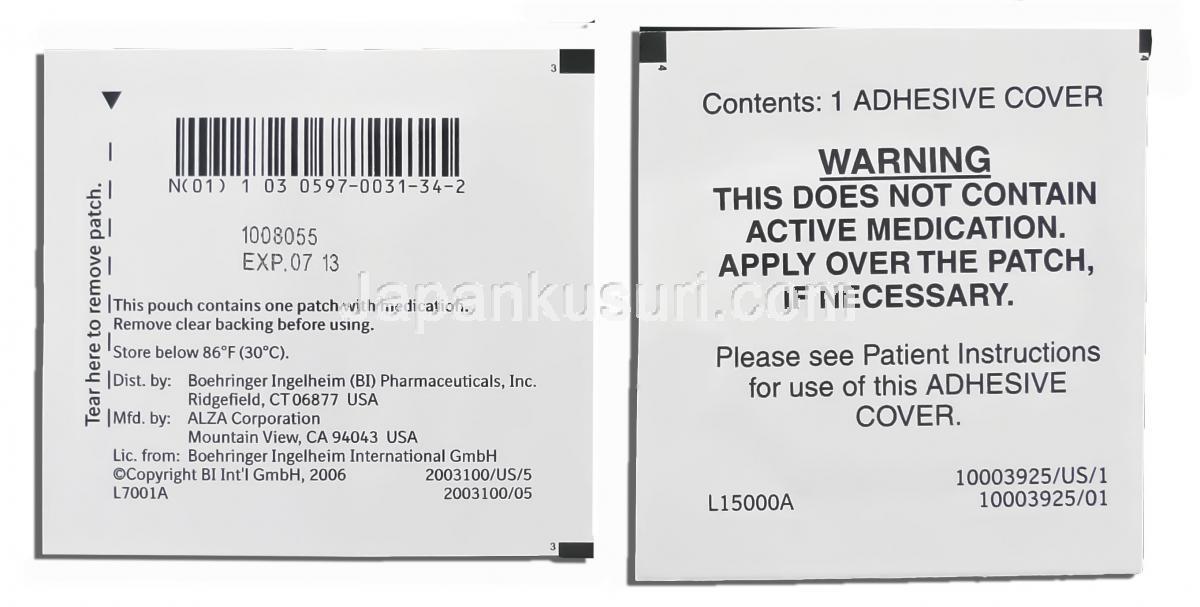 3
N(01) 1 03 0597-0031-34-2
1008055
EXP.07 13
Tear here to remove patch.
This pouch contains one patch with medication.
Remove clear backing before using.
Store below 86°F (30°C).
Dist. by: Boehringer Ingelheim (BI) Pharmaceuticals, Inc.
Ridgefield, CT 06877 USA
Mfd. by: ALZA Corporation
Mountain View, CA 94043 USA
Lic. from: Boehringer Ingelheim International GmbH
©Copyright BI Int'l GmbH, 2006 2003100/US/5
L7001A 2003100/05
3
4
4
Contents: 1 ADHESIVE COVER
WARNING
THIS DOES NOT CONTAIN
ACTIVE MEDICATION.
APPLY OVER THE PATCH,
IF NECESSARY.
Please see Patient Instructions
for use of this ADHESIVE
COVER.
10003925/US/1
L15000A 10003925/01
Japankusuri.com